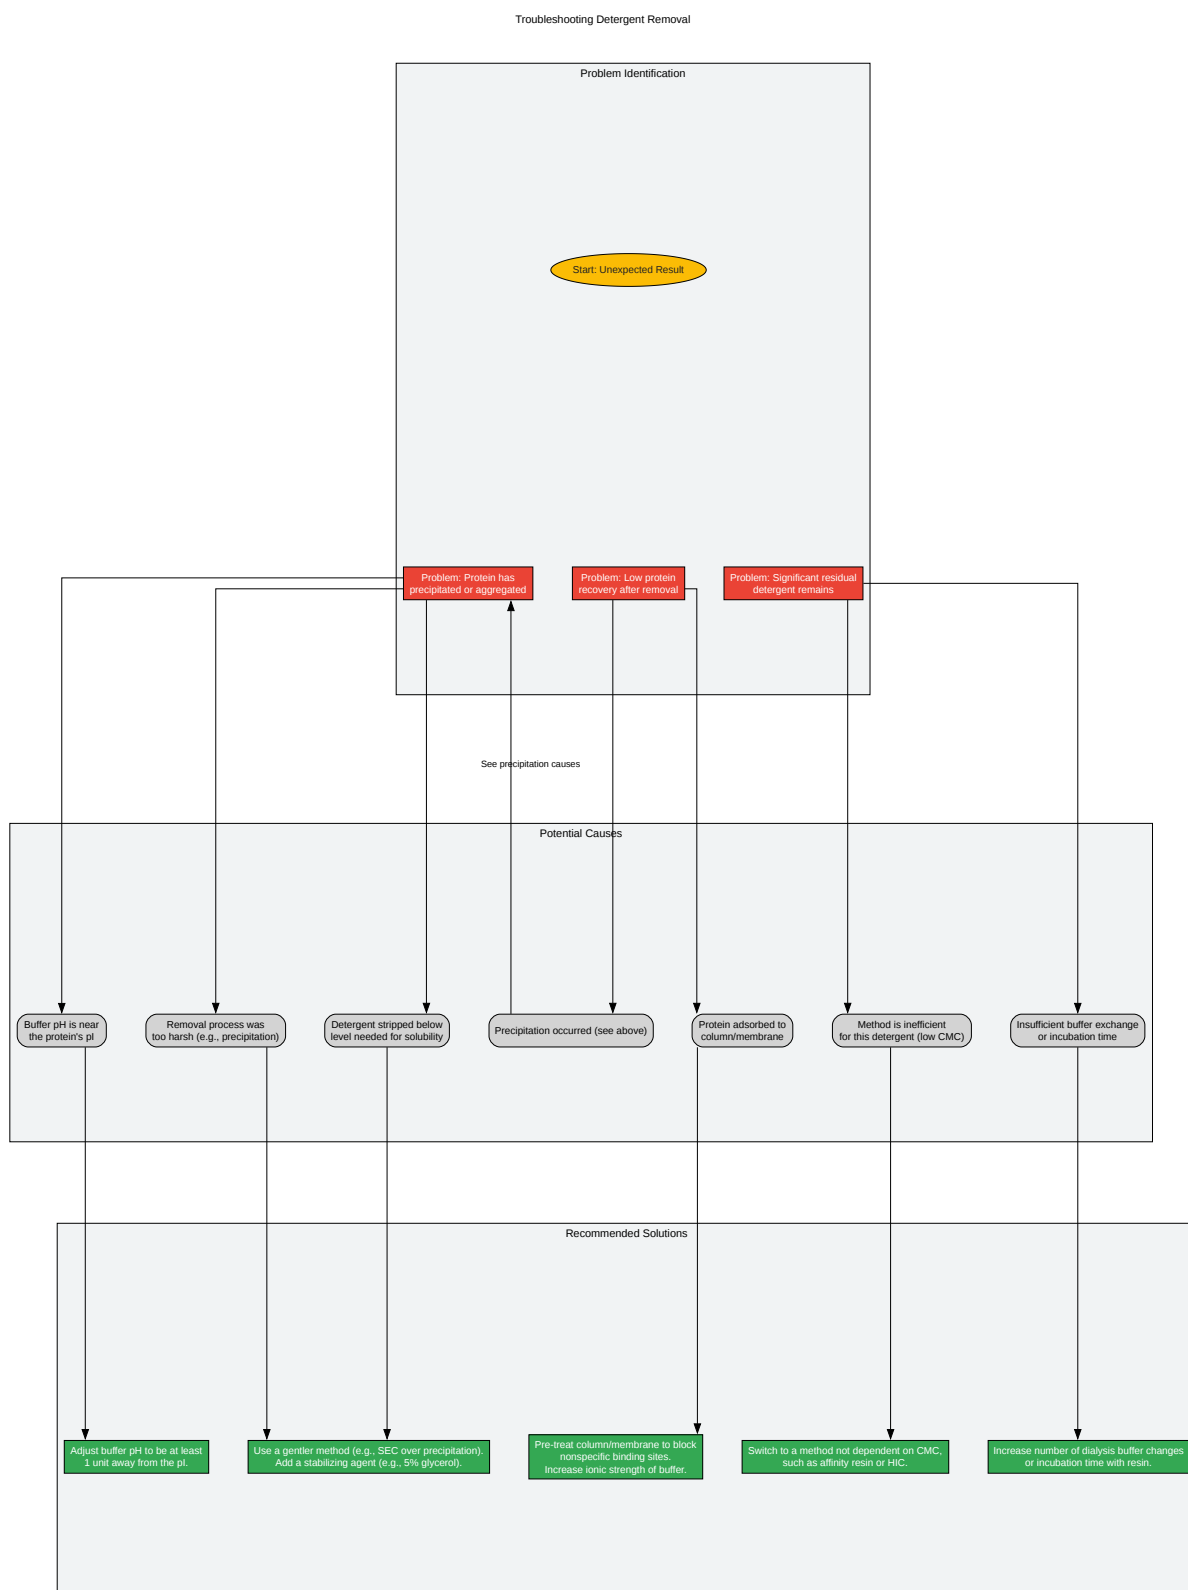 Troubleshooting Detergent Removal
Problem Identification
Start: Unexpected Result
Problem: Protein has
precipitated or aggregated
Problem: Low protein
recovery after removal
Problem: Significant residual
detergent remains
See precipitation causes
Potential Causes
Buffer pH is near
the protein's pI
Removal process was
too harsh (e.g., precipitation)
Detergent stripped below
level needed for solubility
Precipitation occurred (see above)
Protein adsorbed to
column/membrane
Method is inefficient
for this detergent (low CMC)
Insufficient buffer exchange
or incubation time
Recommended Solutions
Adjust buffer pH to be at least
1 unit away from the pI.
Use a gentler method (e.g., SEC over precipitation).
Add a stabilizing agent (e.g., 5% glycerol).
Pre-treat column/membrane to block
nonspecific binding sites.
Increase ionic strength of buffer.
Switch to a method not dependent on CMC,
such as affinity resin or HIC.
Increase number of dialysis buffer changes
or incubation time with resin.